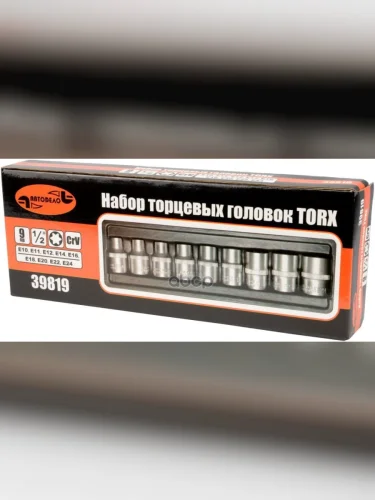 АВТОДЕЛО
Набор торцевых головок TORX
9 1/2 CrV
E10, E11, E12, E14, E16,
E18, E20, E22, E24
39819